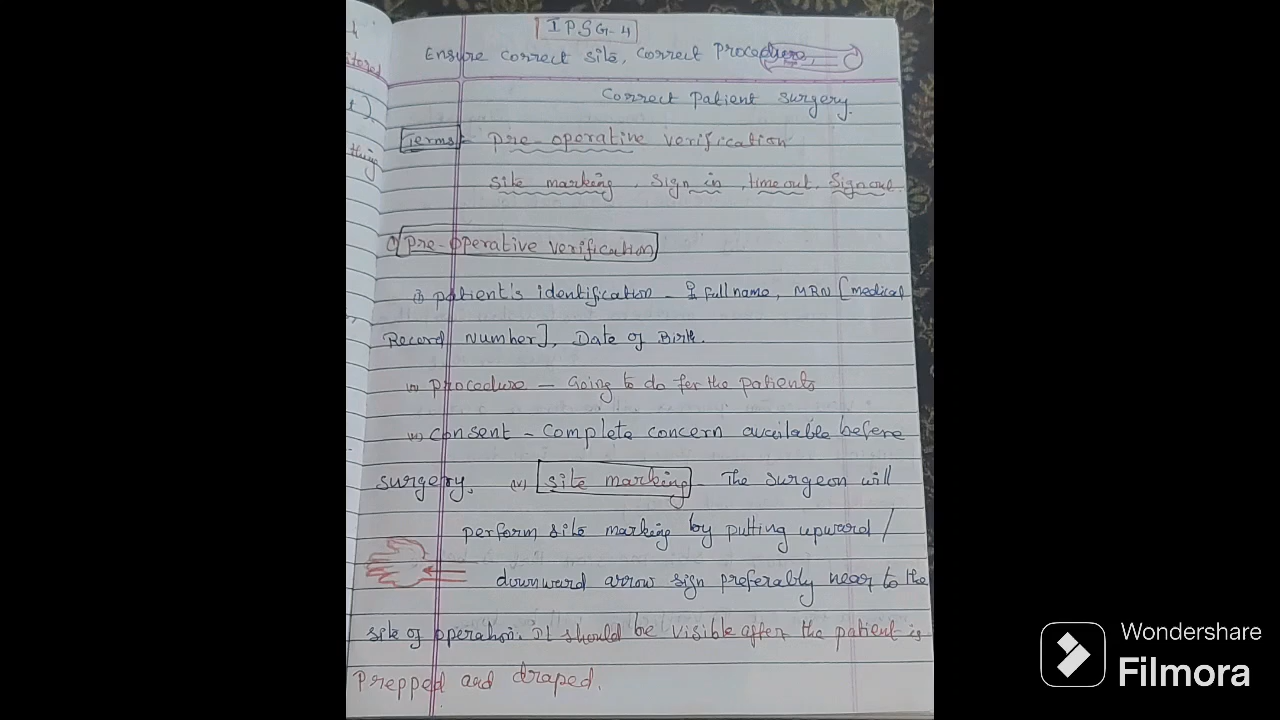 IPSG-4
Ensure correct site, correct procedure,
correct patient surgery.
Terms:- Pre-operative verification
site marking, sign in, timeout, signout.
Pre-operative verification
i) patient's identification - full name, MRN [medical
Record Number], Date of Birth.
ii) procedure - Going to do for the patients
iii) consent - complete concern available before
surgery. (iv) site marking - The surgeon will
perform site marking by putting upward /
downward arrow sign preferably near to the
site of operation. It should be visible after the patient is
prepped and draped.
stored
t)
thing
Wondershare
Filmora